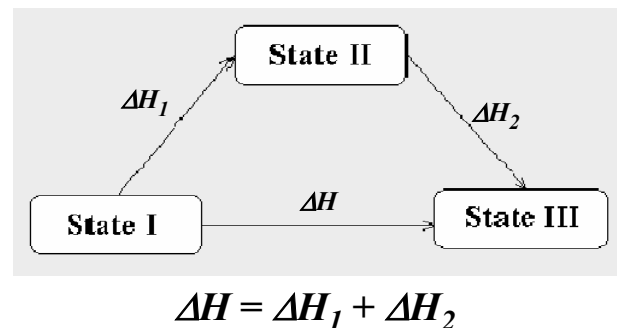 State II
ΔH₁
ΔH₂
ΔH
State I
State III
ΔH = ΔH₁ + ΔH₂